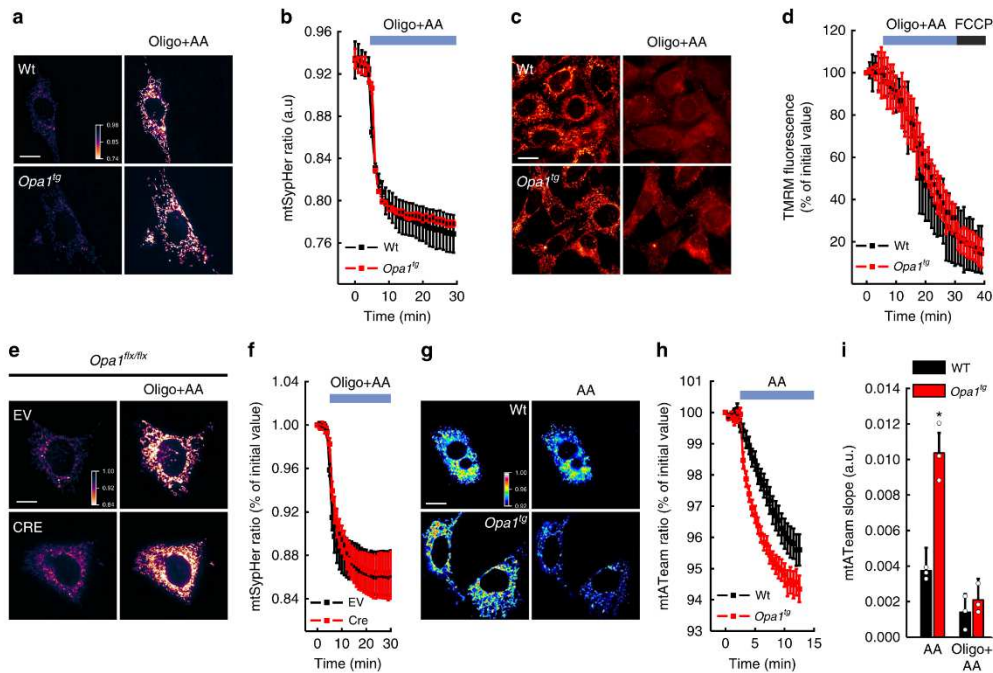 a
Oligo+AA
Wt
0.96
0.85
0.74
Opa1tg
b
Oligo+AA
mtSypHer ratio (a.u)
0.96
0.92
0.88
0.84
0.80
0.76
Wt
Opa1tg
0 10 20 30
Time (min)
c
Oligo+AA
Wt
Opa1tg
d
Oligo+AA FCCP
TMRM fluorescence
(% of initial value)
120
100
80
60
40
20
Wt
Opa1tg
0 10 20 30 40
Time (min)
e
Opa1flx/flx
Oligo+AA
EV
1.00
0.84
CRE
f
Oligo+AA
mtSypHer ratio (% of initial value)
1.04
1.00
0.96
0.92
0.88
0.84
EV
Cre
0 10 20 30
Time (min)
g
AA
Wt
1.00
0.96
0.92
Opa1tg
h
AA
mtATeam ratio (% of initial value)
101
100
99
98
97
96
95
94
93
Wt
Opa1tg
0 5 10 15
Time (min)
i
WT
Opa1tg
mtATeam slope (a.u.)
0.014
0.012
0.010
0.008
0.006
0.004
0.002
0.000
*
AA Oligo+
AA